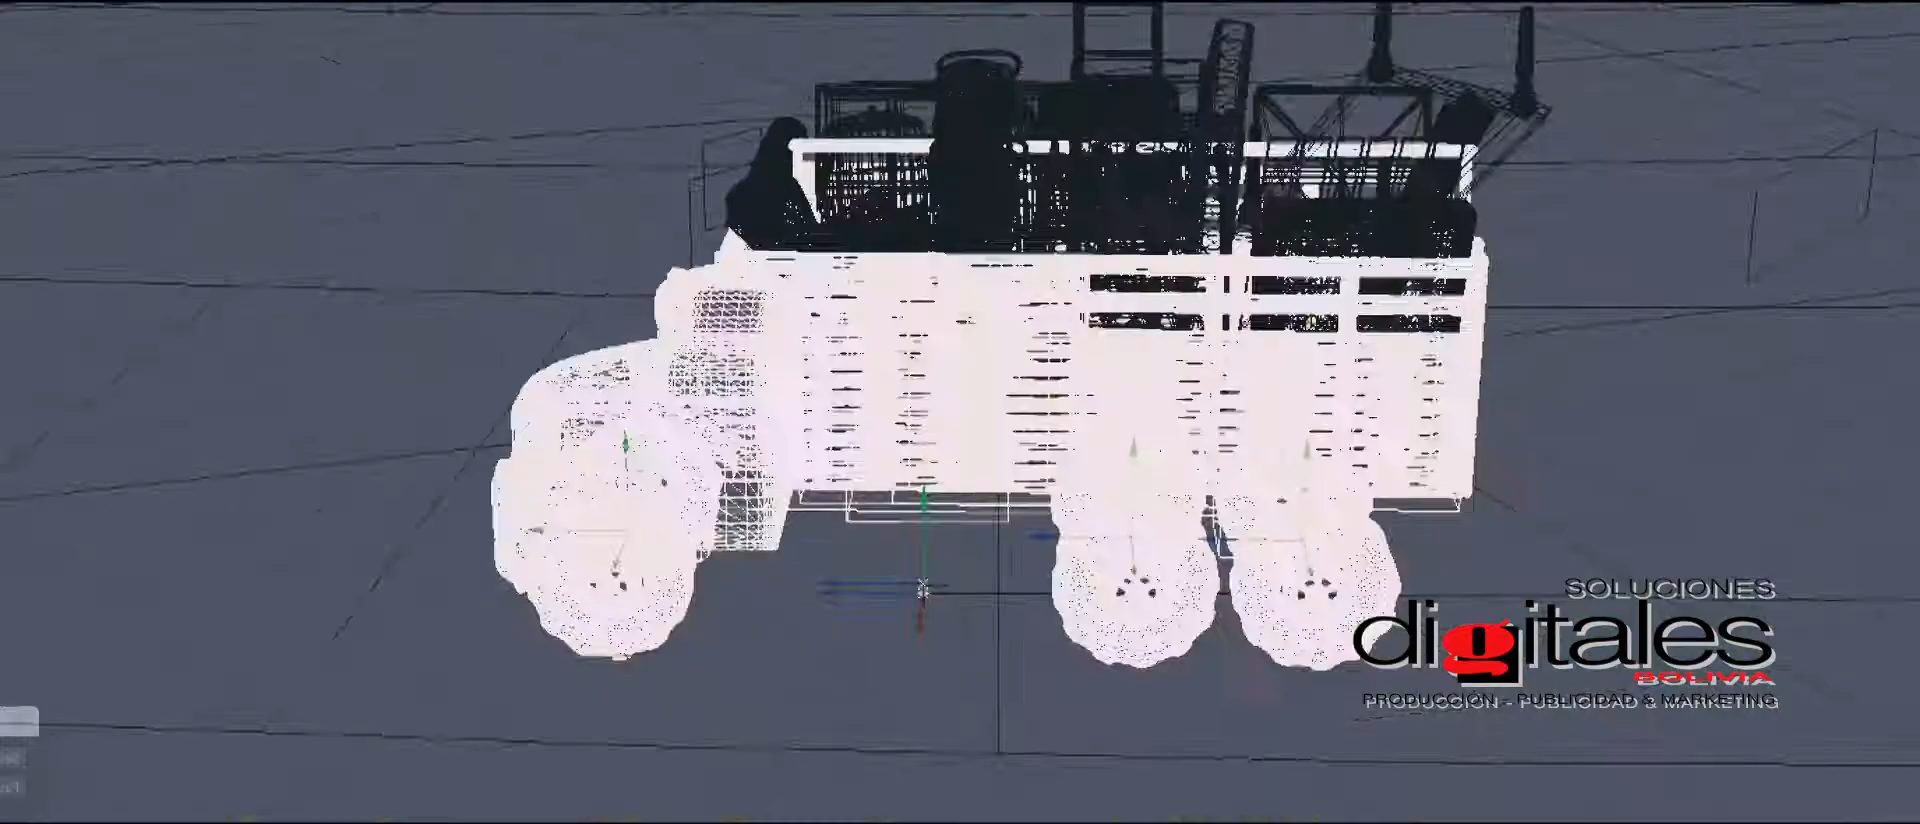 SOLUCIONES
digitales
BOLIVIA
PRODUCCIÓN - PUBLICIDAD & MARKETING